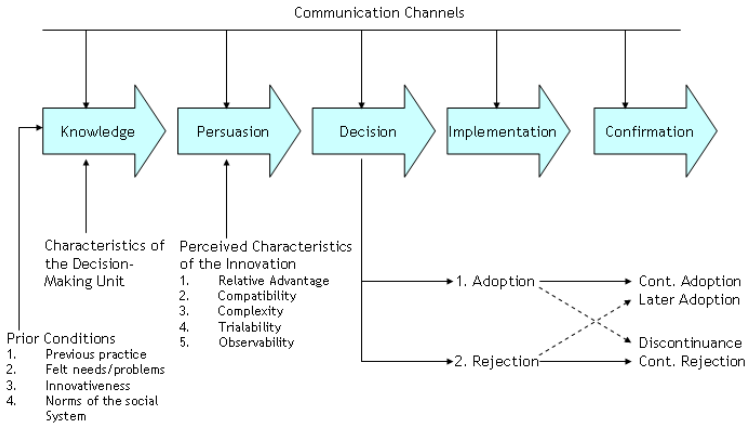 Communication Channels
Knowledge
Persuasion
Decision
Implementation
Confirmation
Characteristics of
the Decision-
Making Unit
Perceived Characteristics
of the Innovation
1. Relative Advantage
2. Compatibility
3. Complexity
4. Trialability
5. Observability
Prior Conditions
1. Previous practice
2. Felt needs/problems
3. Innovativeness
4. Norms of the social
System
1. Adoption
2. Rejection
Cont. Adoption
Later Adoption
Discontinuance
Cont. Rejection